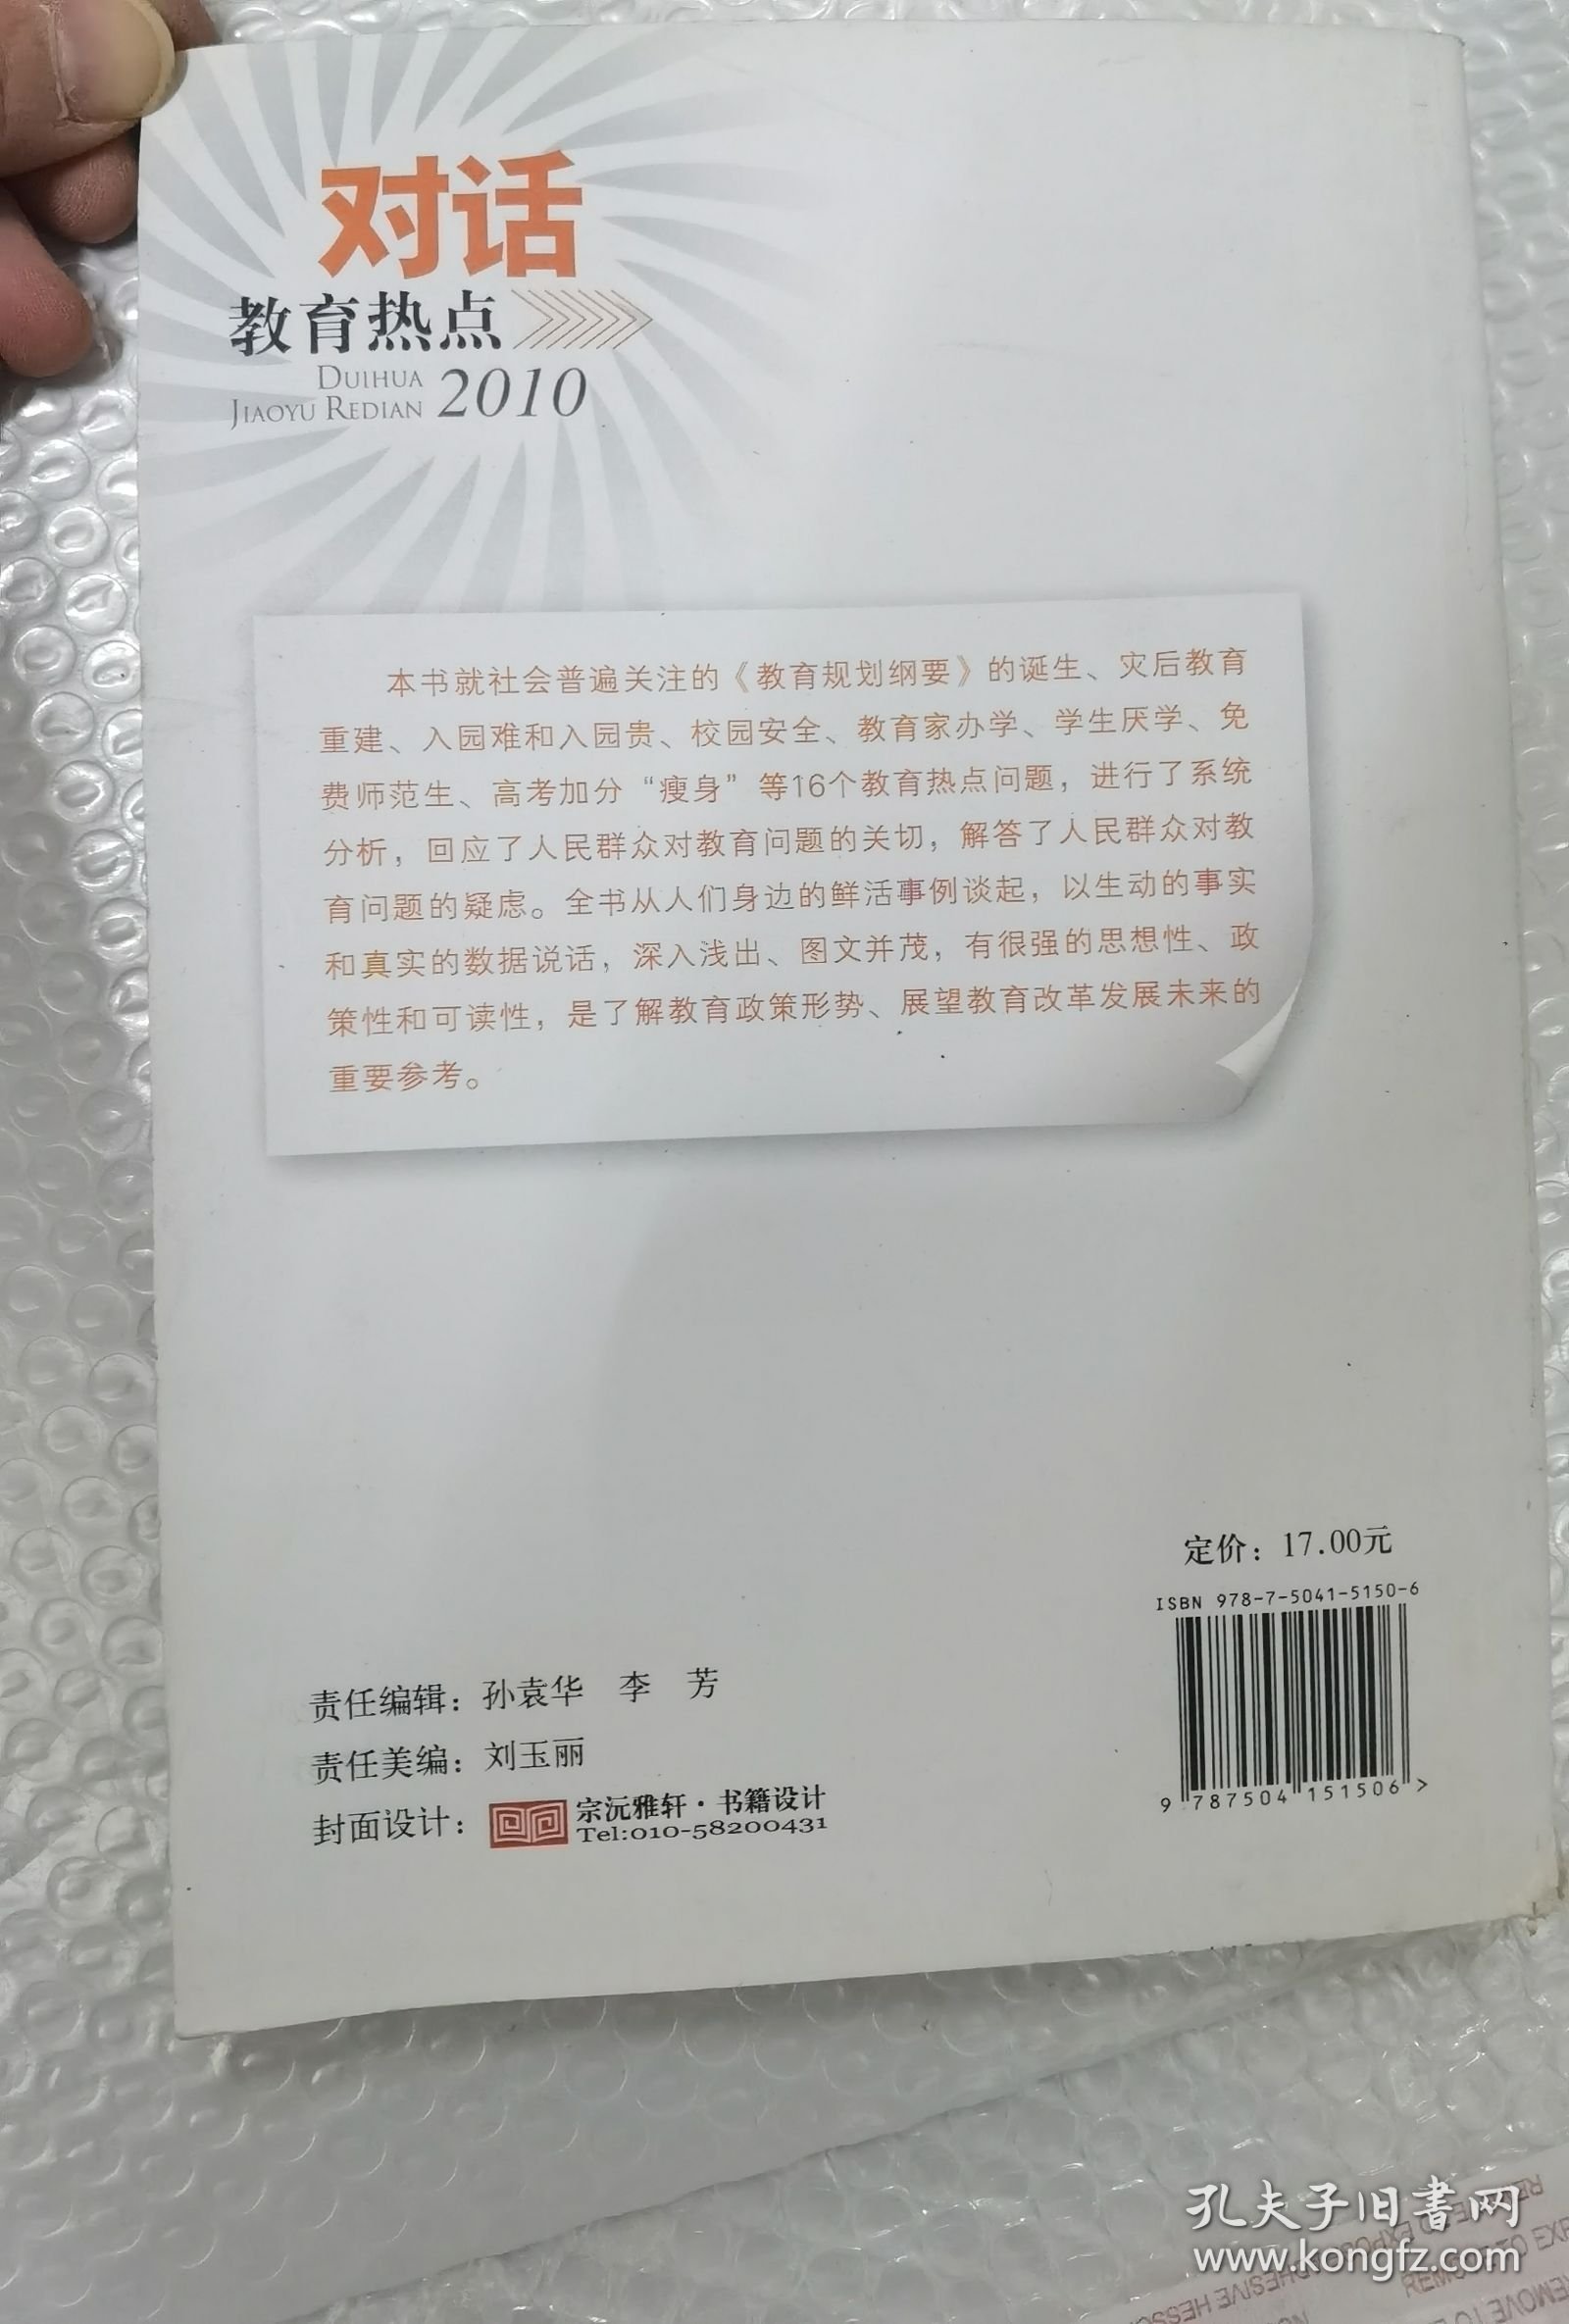 对话
教育热点
DUIHUA
JIAOYU REDIAN 2010
本书就社会普遍关注的《教育规划纲要》的诞生、灾后教育
重建、入园难和入园贵、校园安全、教育家办学、学生厌学、免
费师范生、高考加分“瘦身”等16个教育热点问题，进行了系统
分析，回应了人民群众对教育问题的关切，解答了人民群众对教
育问题的疑虑。全书从人们身边的鲜活事例谈起，以生动的事实
和真实的数据说话，深入浅出、图文并茂，有很强的思想性、政
策性和可读性，是了解教育政策形势、展望教育改革发展未来的
重要参考。
定价：17.00元
ISBN 978-7-5041-5150-6
9 787504 151506 >
责任编辑：孙袁华 李 芳
责任美编：刘玉丽
封面设计：宗沅雅轩·书籍设计
Tel:010-58200431
孔夫子旧书网
www.kongfz.com